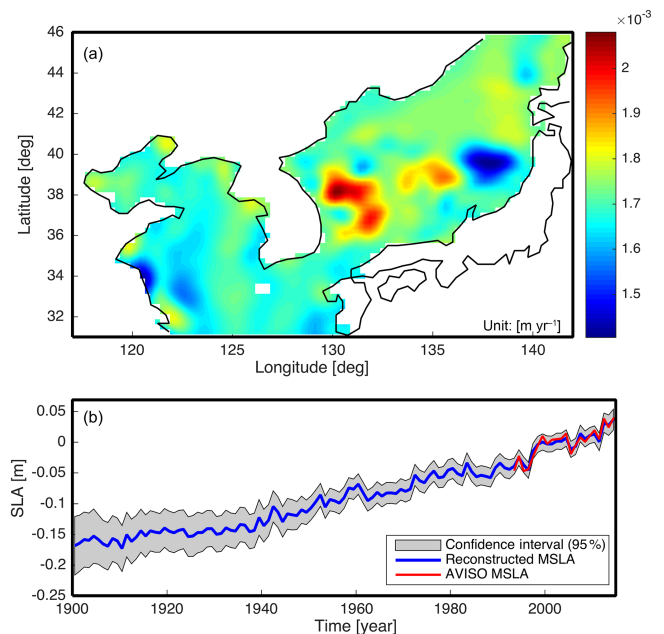 ×10⁻³
46
(a)
2
44
1.9
42
40
1.8
38
1.7
36
1.6
34
1.5
32
Unit: [m yr⁻¹]
Latitude [deg]
120 125 130 135 140
Longitude [deg]
0.05
(b)
0
-0.05
-0.1
-0.15
-0.2
-0.25
SLA [m]
Confidence interval (95%)
Reconstructed MSLA
AVISO MSLA
1900 1920 1940 1960 1980 2000
Time [year]